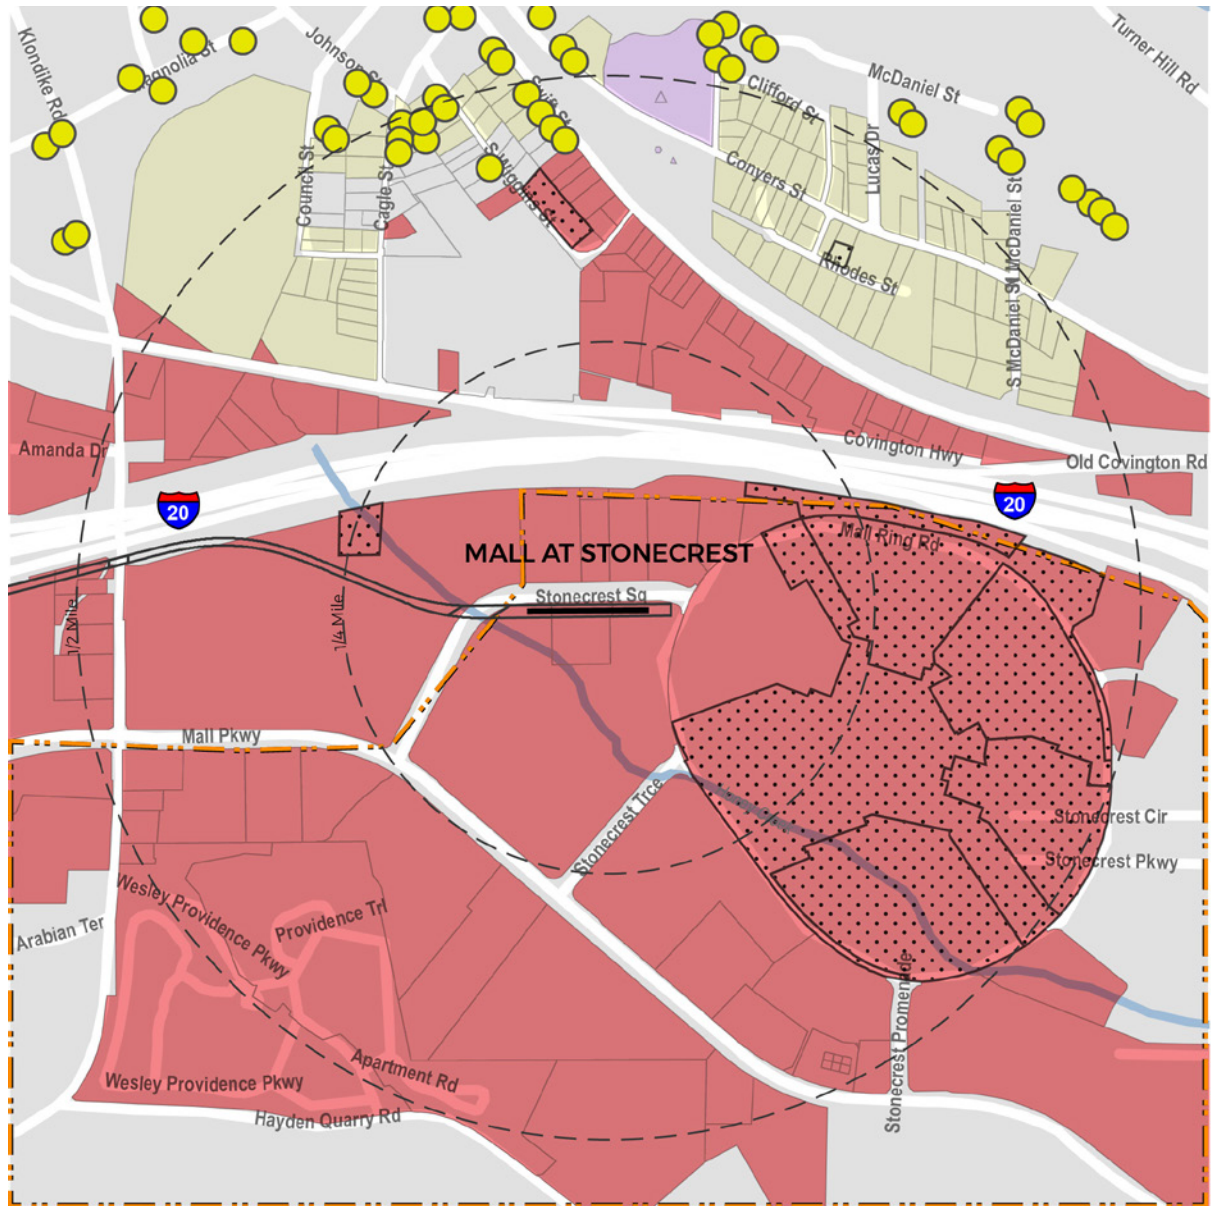 Klondike Rd
Magnolia St
Johnson St
Swift St
Turner Hill Rd
McDaniel St
Clifford St
Lucas Dr
Conyers St
Council St
Cagle St
S Wiggins St
Rhodes St
S McDaniel St
S McDaniel St
Amanda Dr
Covington Hwy
Old Covington Rd
20
20
MALL AT STONECREST
Mall Ring Rd
Stonecrest Sq
1/2 Mile
1/4 Mile
Mall Pkwy
Stonecrest Trce
Stonecrest Cir
Stonecrest Pkwy
Wesley Providence Pkwy
Providence Trl
Arabian Ter
Stonecrest Promenade
Apartment Rd
Wesley Providence Pkwy
Hayden Quarry Rd